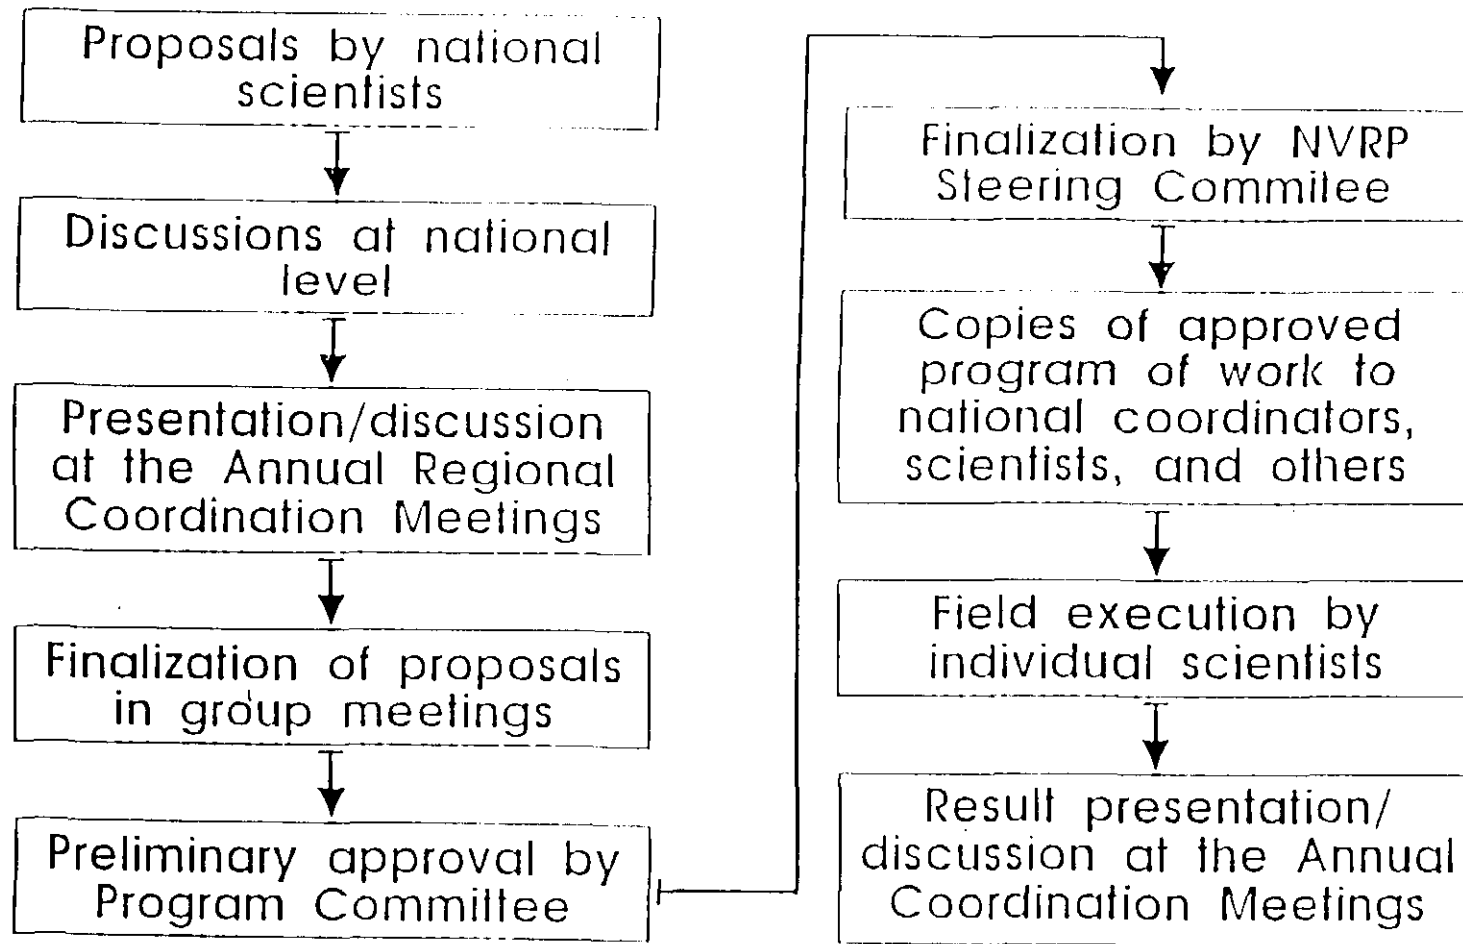 Proposals by national
scientists
Discussions at national
level
Presentation/discussion
at the Annual Regional
Coordination Meetings
Finalization of proposals
in group meetings
Preliminary approval by
Program Committee
Finalization by NVRP
Steering Commitee
Copies of approved
program of work to
national coordinators,
scientists, and others
Field execution by
individual scientists
Result presentation/
discussion at the Annual
Coordination Meetings